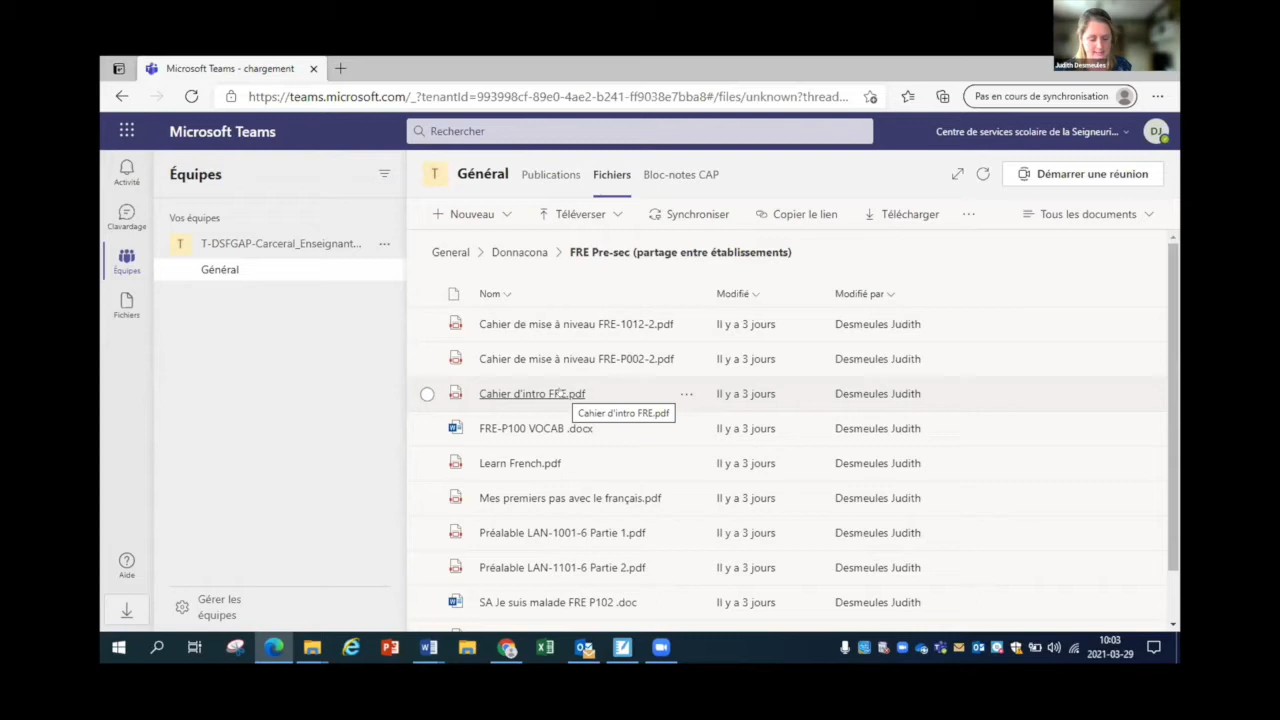 Judith Desmeules
Microsoft Teams - chargement
https://teams.microsoft.com/_?tenantId=993998cf-89e0-4ae2-b241-ff9038e7bba8#/files/unknown?thread...
Pas en cours de synchronisation
Microsoft Teams
Rechercher
Centre de services scolaire de la Seigneuri...
DJ
Activité
Clavardage
Équipes
Fichiers
Aide
Équipes
Vos équipes
T T-DSFGAP-Carceral_Enseignant...
Général
Gérer les
équipes
T Général Publications Fichiers Bloc-notes CAP
Démarrer une réunion
Nouveau Téléverser Synchroniser Copier le lien Télécharger Tous les documents
General > Donnacona > FRE Pre-sec (partage entre établissements)
Nom Modifié Modifié par
Cahier de mise à niveau FRE-1012-2.pdf Il y a 3 jours Desmeules Judith
Cahier de mise à niveau FRE-P002-2.pdf Il y a 3 jours Desmeules Judith
Cahier d'intro FRE.pdf Il y a 3 jours Desmeules Judith
Cahier d'intro FRE.pdf
FRE-P100 VOCAB .docx Il y a 3 jours Desmeules Judith
Learn French.pdf Il y a 3 jours Desmeules Judith
Mes premiers pas avec le français.pdf Il y a 3 jours Desmeules Judith
Préalable LAN-1001-6 Partie 1.pdf Il y a 3 jours Desmeules Judith
Préalable LAN-1101-6 Partie 2.pdf Il y a 3 jours Desmeules Judith
SA Je suis malade FRE P102 .doc Il y a 3 jours Desmeules Judith
10:03
2021-03-29